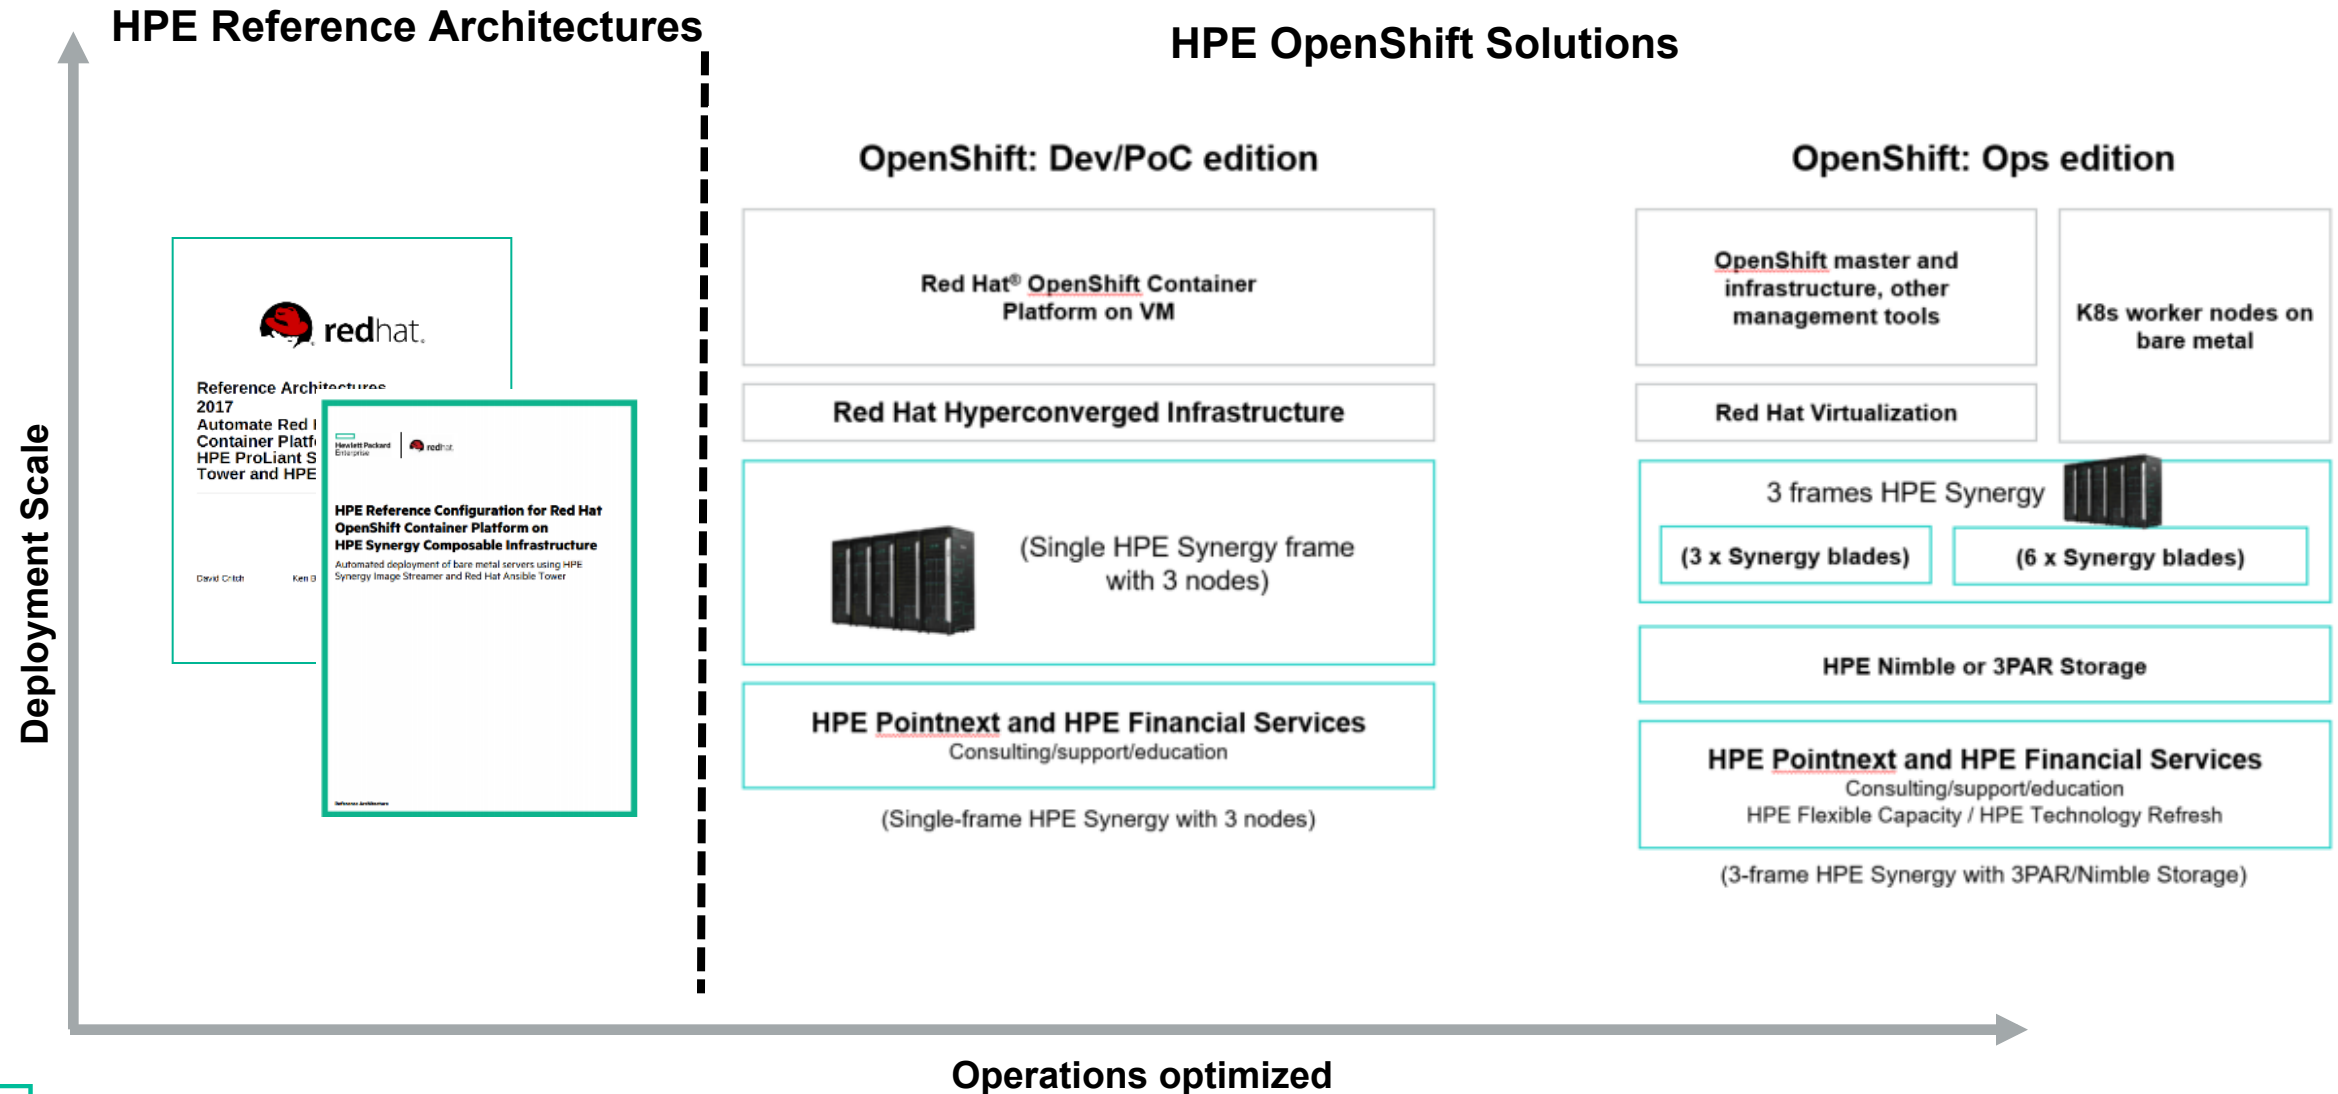 HPE Reference Architectures
HPE OpenShift Solutions
Deployment Scale
redhat.
Reference Architectures
2017
Automate Red
Container
HPE ProLiant
Tower and HPE
David Critch
Ken
Hewlett Packard
Enterprise
redhat.
HPE Reference Configuration for Red Hat
OpenShift Container Platform on
HPE Synergy Composable Infrastructure
Automated deployment of bare metal servers using HPE
Synergy Image Streamer and Red Hat Ansible Tower
Reference Architecture
OpenShift: Dev/PoC edition
Red Hat® OpenShift Container
Platform on VM
Red Hat Hyperconverged Infrastructure
(Single HPE Synergy frame
with 3 nodes)
HPE Pointnext and HPE Financial Services
Consulting/support/education
(Single-frame HPE Synergy with 3 nodes)
OpenShift: Ops edition
OpenShift master and
infrastructure, other
management tools
K8s worker nodes on
bare metal
Red Hat Virtualization
3 frames HPE Synergy
(3 x Synergy blades)
(6 x Synergy blades)
HPE Nimble or 3PAR Storage
HPE Pointnext and HPE Financial Services
Consulting/support/education
HPE Flexible Capacity / HPE Technology Refresh
(3-frame HPE Synergy with 3PAR/Nimble Storage)
Operations optimized